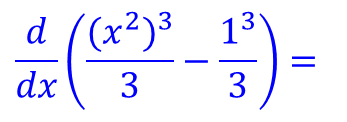 d/dx ((x²)³/3 − 1³/3) =